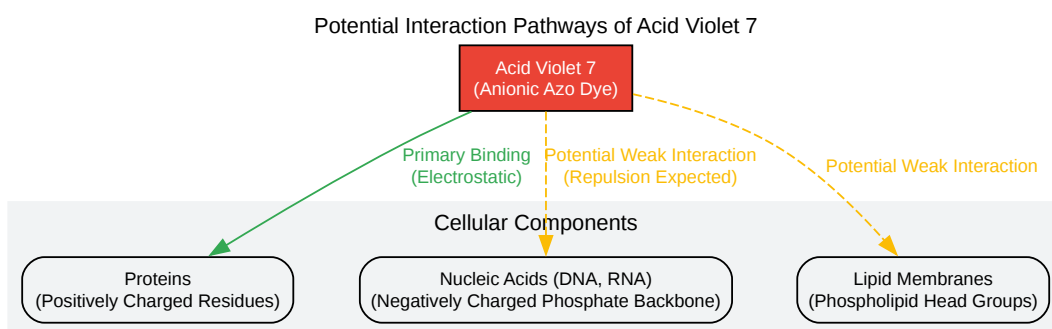 Potential Interaction Pathways of Acid Violet 7
Acid Violet 7
(Anionic Azo Dye)
Primary Binding
(Electrostatic)
Potential Weak Interaction
(Repulsion Expected)
Potential Weak Interaction
Cellular Components
Proteins
(Positively Charged Residues)
Nucleic Acids (DNA, RNA)
(Negatively Charged Phosphate Backbone)
Lipid Membranes
(Phospholipid Head Groups)